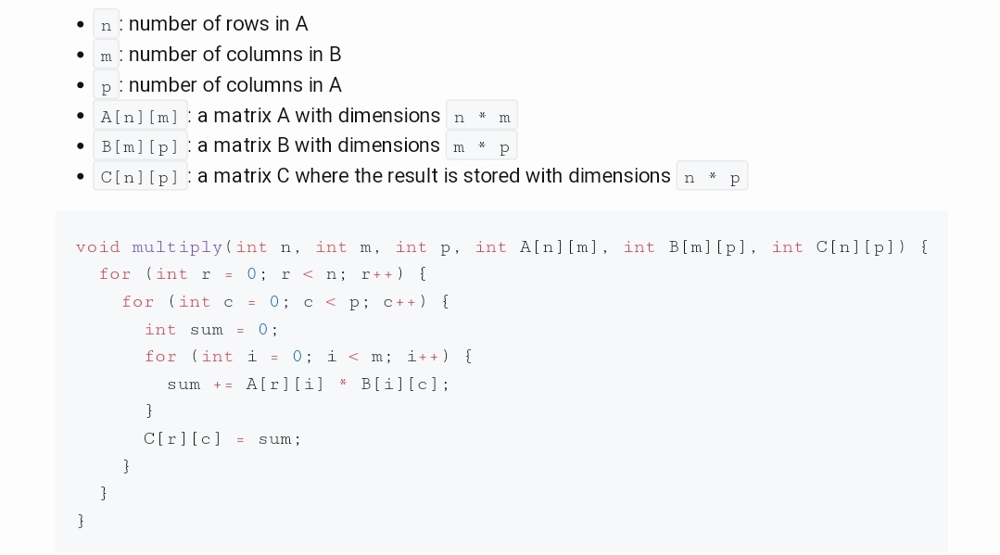 n: number of rows in A
m: number of columns in B
p: number of columns in A
A[n][m]: a matrix A with dimensions n * m
B[m][p]: a matrix B with dimensions m * p
C[n][p]: a matrix C where the result is stored with dimensions n * p
void multiply(int n, int m, int p, int A[n][m], int B[m][p], int C[n][p]) {
  for (int r = 0; r < n; r++) {
    for (int c = 0; c < p; c++) {
      int sum = 0;
      for (int i = 0; i < m; i++) {
        sum += A[r][i] * B[i][c];
      }
      C[r][c] = sum;
    }
  }
}